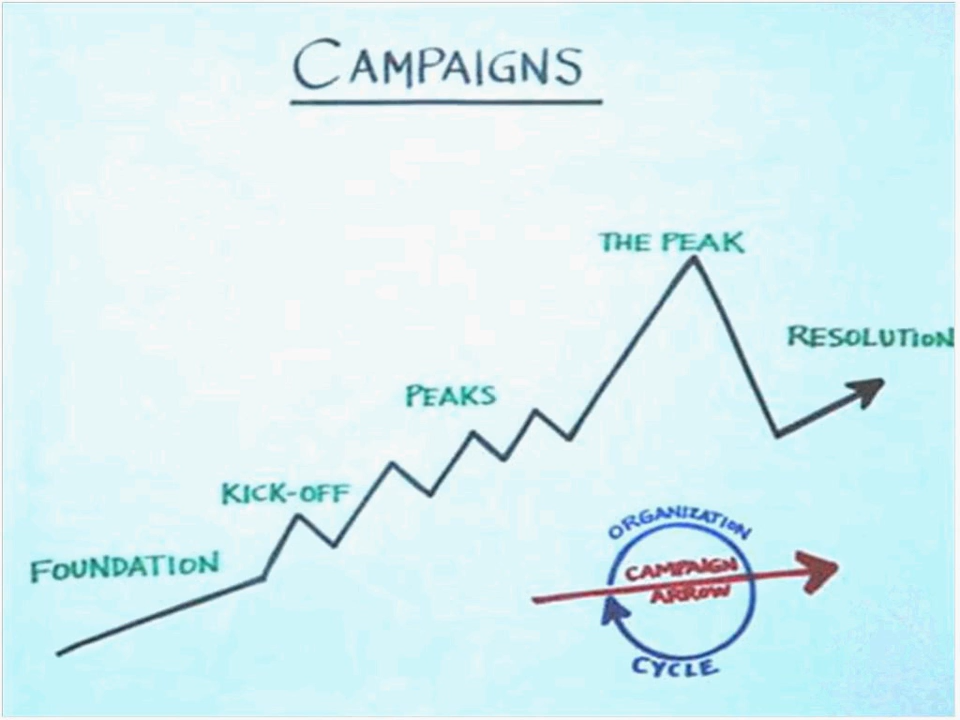 CAMPAIGNS
THE PEAK
RESOLUTION
PEAKS
KICK-OFF
FOUNDATION
ORGANIZATION
CAMPAIGN
ARROW
CYCLE